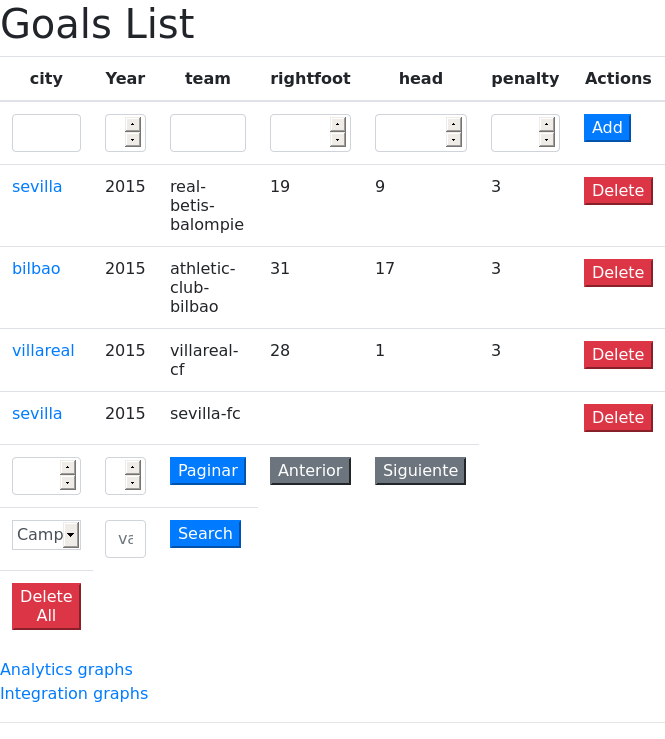 Goals List
city Year team rightfoot head penalty Actions
Add
sevilla 2015 real- 19 9 3 Delete
betis-
balompie
bilbao 2015 athletic- 31 17 3 Delete
club-
bilbao
villareal 2015 villareal- 28 1 3 Delete
cf
sevilla 2015 sevilla-fc Delete
Paginar Anterior Siguiente
Camp Search
Delete
All
Analytics graphs
Integration graphs